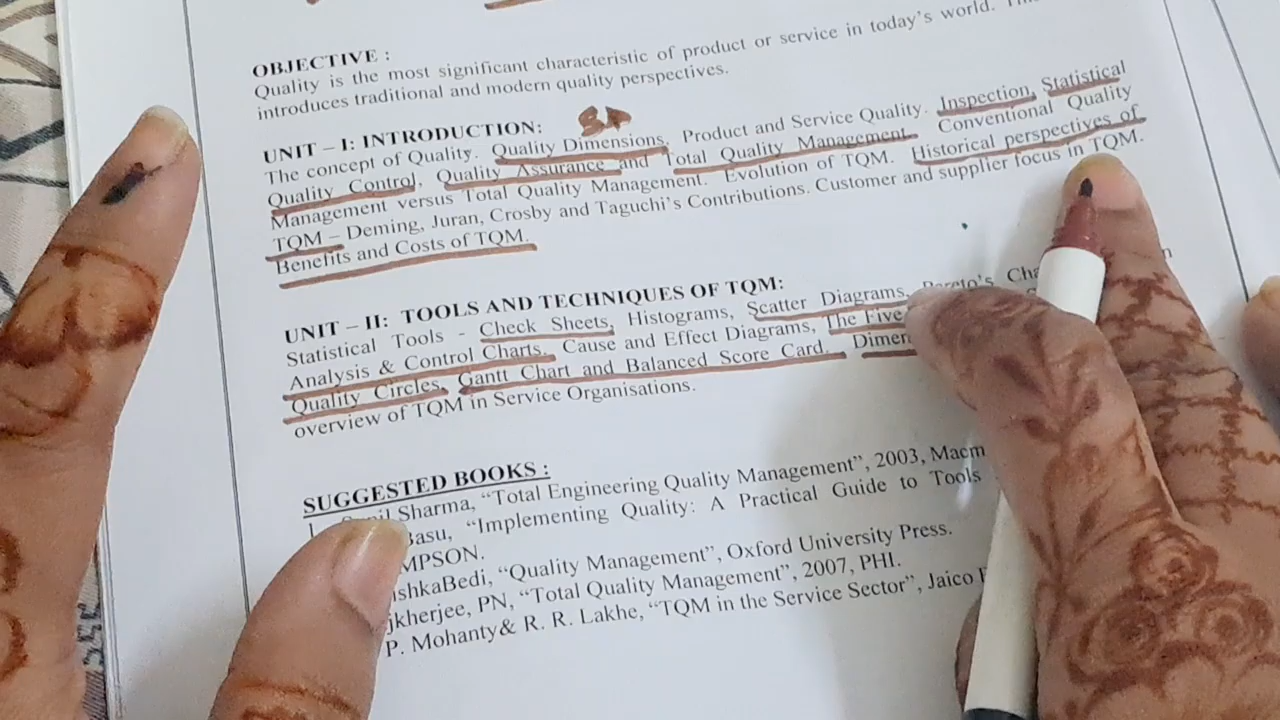 OBJECTIVE :
Quality is the most significant characteristic of product or service in today's world.
introduces traditional and modern quality perspectives.
UNIT – I: INTRODUCTION:
The concept of Quality. Quality Dimensions, Product and Service Quality. Inspection, Statistical
Quality Control, Quality Assurance and Total Quality Management. Conventional Quality
Management versus Total Quality Management. Evolution of TQM. Historical perspectives of
TQM – Deming, Juran, Crosby and Taguchi's Contributions. Customer and supplier focus in TQM.
Benefits and Costs of TQM.
UNIT – II: TOOLS AND TECHNIQUES OF TQM:
Statistical Tools - Check Sheets, Histograms, Scatter Diagrams, Pareto's
Analysis & Control Charts. Cause and Effect Diagrams, The Five
Quality Circles, Gantt Chart and Balanced Score Card.
overview of TQM in Service Organisations.
SUGGESTED BOOKS :
Sharma, "Total Engineering Quality Management", 2003,
Basu, "Implementing Quality: A Practical Guide to Tools
MPSON.
ishkaBedi, "Quality Management", Oxford University Press.
jkherjee, PN, "Total Quality Management", 2007, PHI.
P. Mohanty& R. R. Lakhe, "TQM in the Service Sector", Jaico